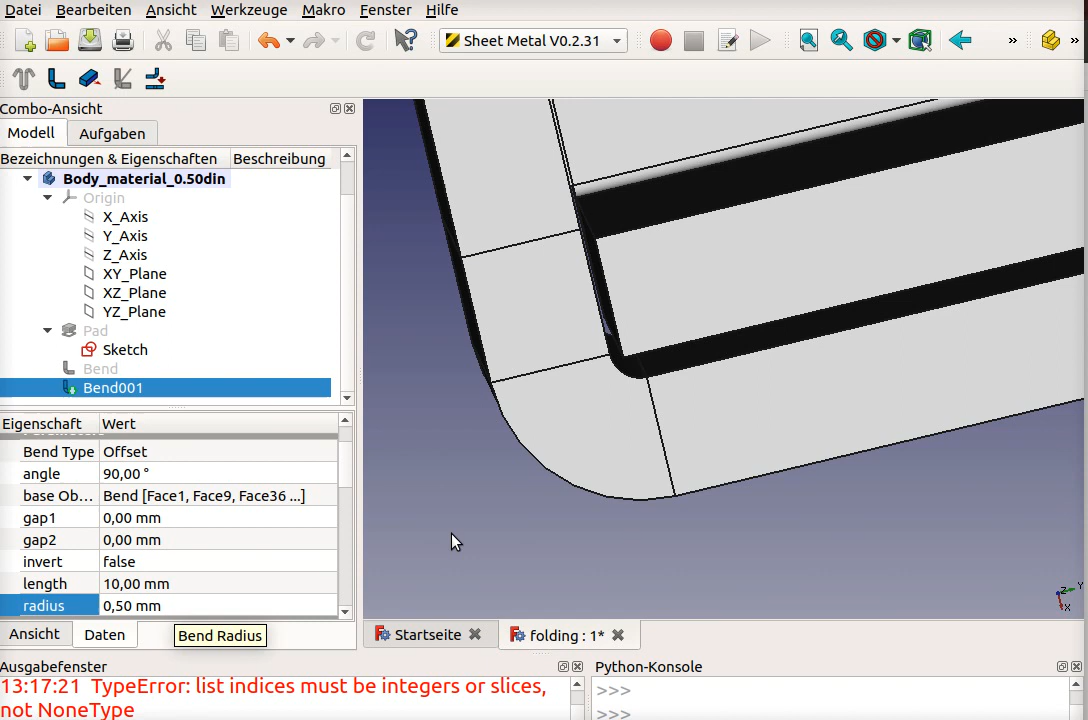 Datei Bearbeiten Ansicht Werkzeuge Makro Fenster Hilfe
Sheet Metal V0.2.31
»
»
Combo-Ansicht
Modell Aufgaben
Bezeichnungen & Eigenschaften Beschreibung
Body_material_0.50din
Origin
X_Axis
Y_Axis
Z_Axis
XY_Plane
XZ_Plane
YZ_Plane
Pad
Sketch
Bend
Bend001
Eigenschaft Wert
Bend Type Offset
angle 90,00 °
base Ob... Bend [Face1, Face9, Face36 ...]
gap1 0,00 mm
gap2 0,00 mm
invert false
length 10,00 mm
radius 0,50 mm
Ansicht Daten
Bend Radius
Z Y
X
Startseite folding : 1*
Ausgabefenster
13:17:21 TypeError: list indices must be integers or slices,
not NoneType
Python-Konsole
>>>
>>>